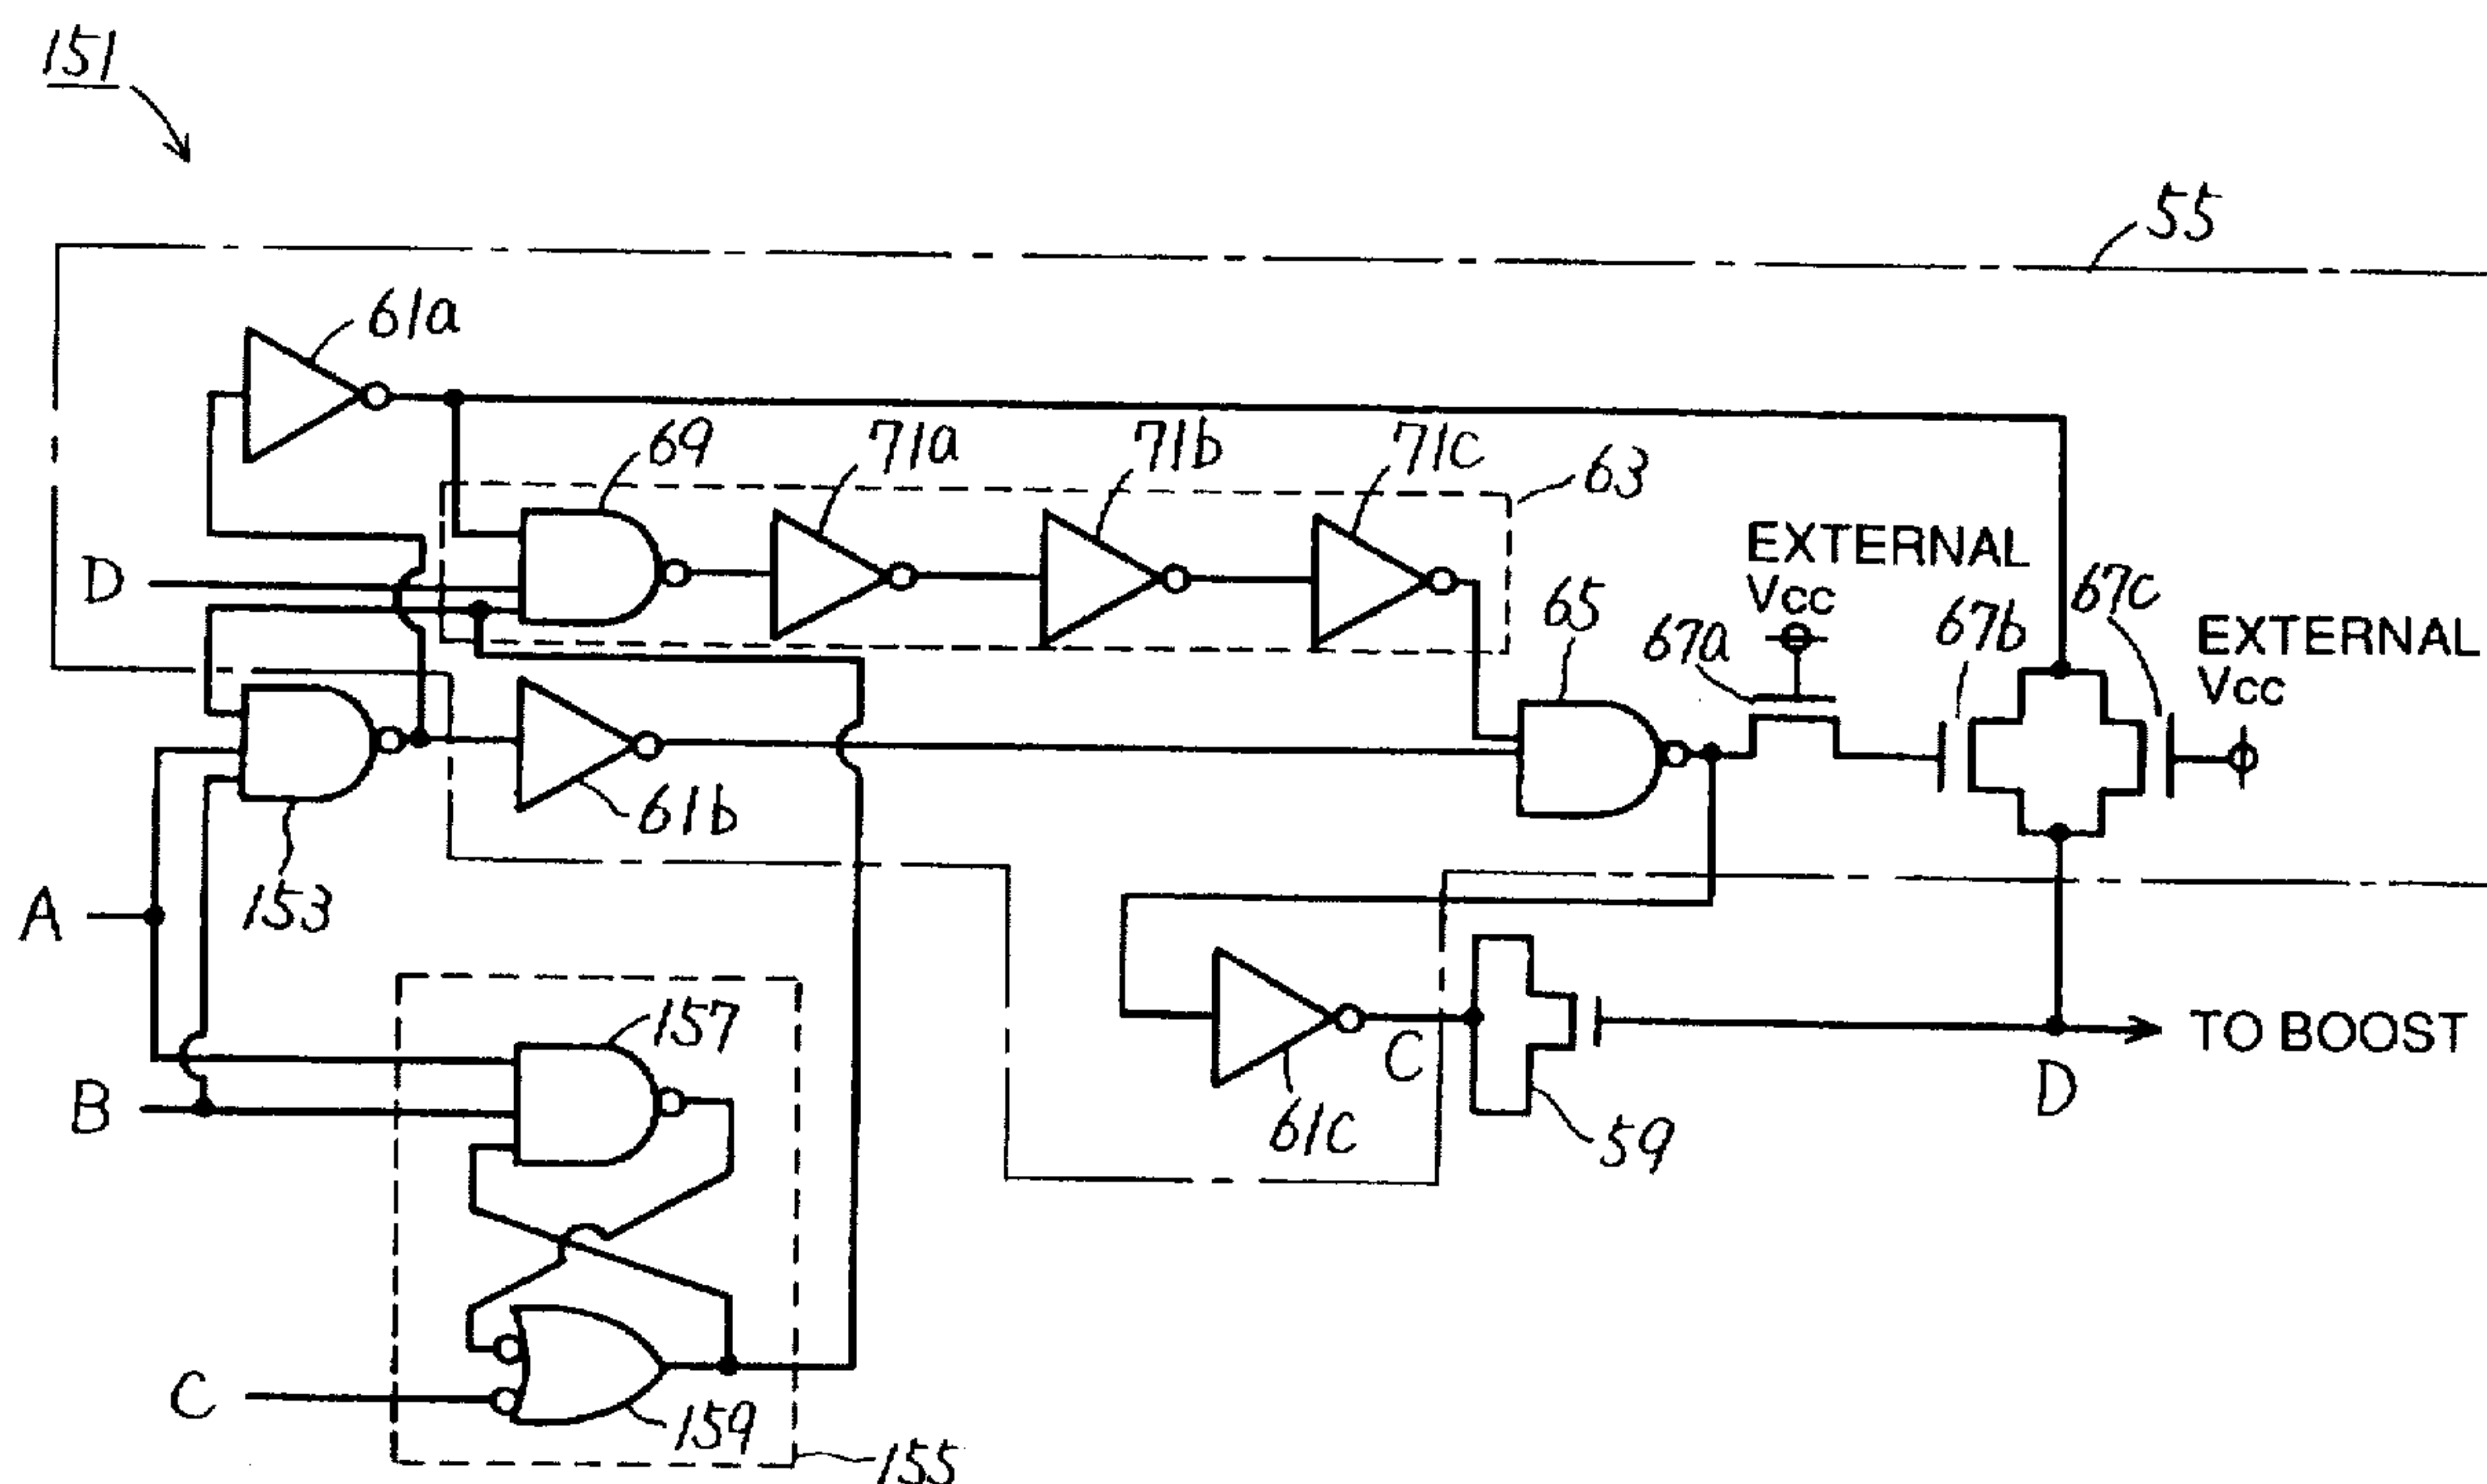 151
55
61a
69
71a
71b
71c
63
D
EXTERNAL
Vcc
65
67a
67b
67c
EXTERNAL
Vcc
61b
153
A
157
B
C
61c
59
TO BOOST
D
C
159
155